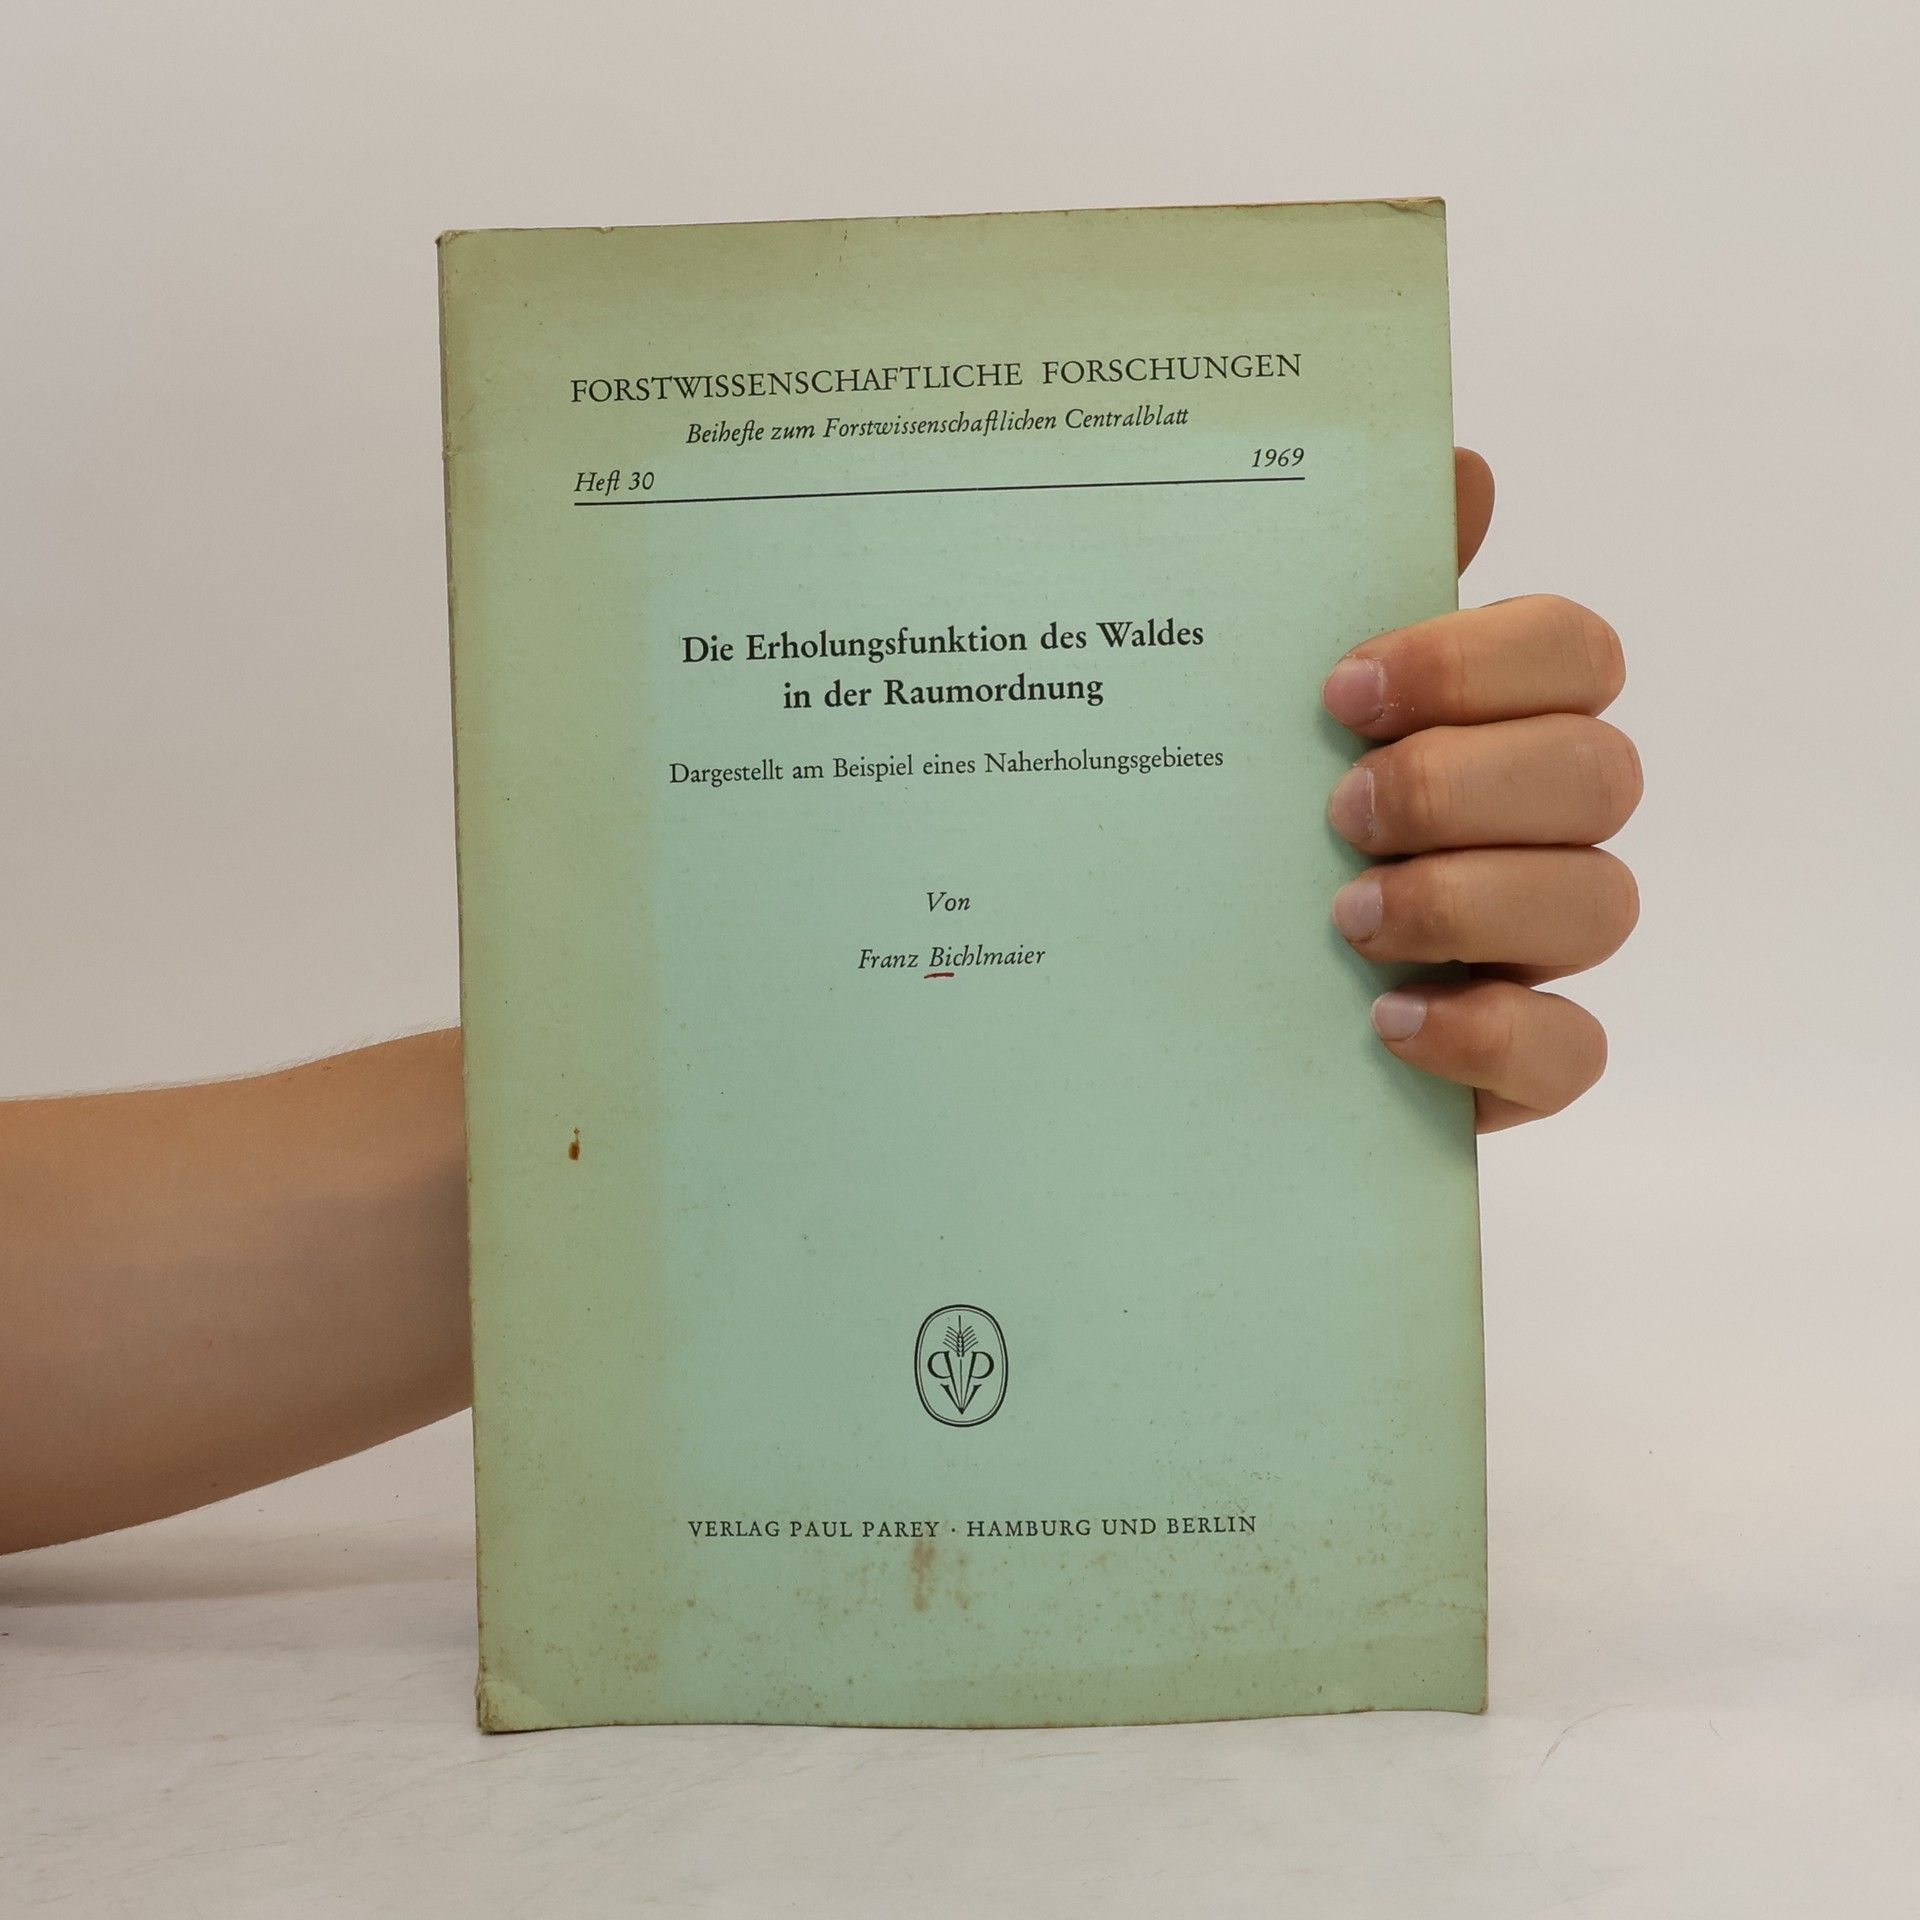 FORSTWISSENSCHAFTLICHE FORSCHUNGEN
Beihefte zum Forstwissenschaftlichen Centralblatt
Heft 30 1969
Die Erholungsfunktion des Waldes
in der Raumordnung
Dargestellt am Beispiel eines Naherholungsgebietes
Von
Franz Bichlmaier
PP
VERLAG PAUL PAREY · HAMBURG UND BERLIN